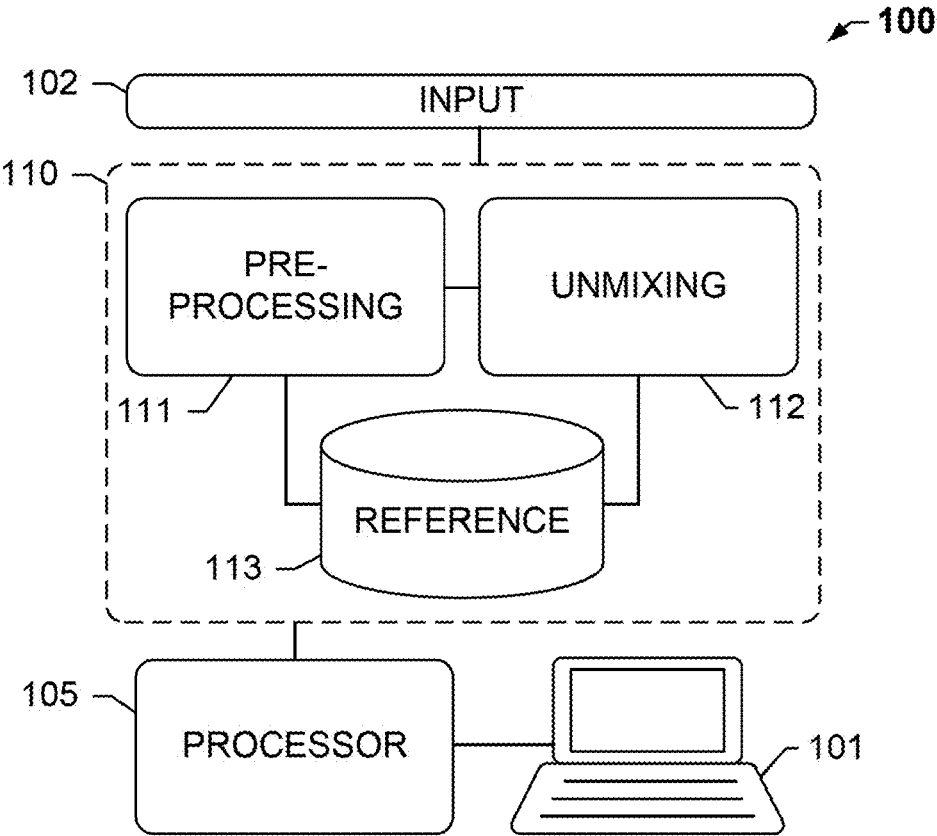 100
102
INPUT
110
PRE-
PROCESSING
UNMIXING
111
112
REFERENCE
113
105
PROCESSOR
101